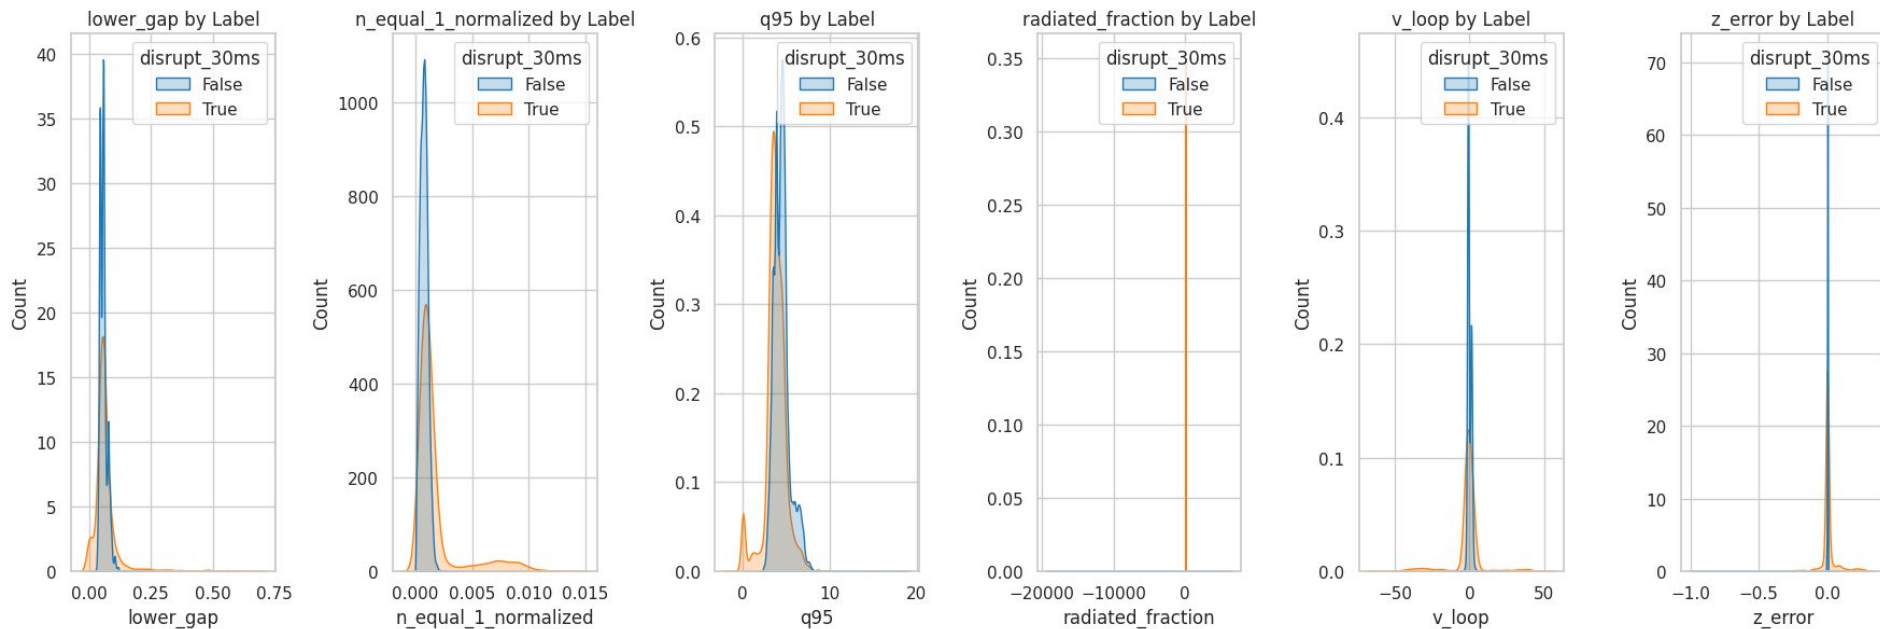 lower_gap by Label
disrupt_30ms
False
True
40
35
30
25
20
15
10
5
0
Count
0.00 0.25 0.50 0.75
lower_gap
n_equal_1_normalized by Label
disrupt_30ms
False
True
1000
800
600
400
200
0
Count
0.000 0.005 0.010 0.015
n_equal_1_normalized
q95 by Label
disrupt_30ms
False
True
0.6
0.5
0.4
0.3
0.2
0.1
0.0
Count
0 10 20
q95
radiated_fraction by Label
disrupt_30ms
False
True
0.35
0.30
0.25
0.20
0.15
0.10
0.05
0.00
Count
−20000 −10000 0
radiated_fraction
v_loop by Label
disrupt_30ms
False
True
0.4
0.3
0.2
0.1
0.0
Count
−50 0 50
v_loop
z_error by Label
disrupt_30ms
False
True
70
60
50
40
30
20
10
0
Count
−1.0 −0.5 0.0
z_error